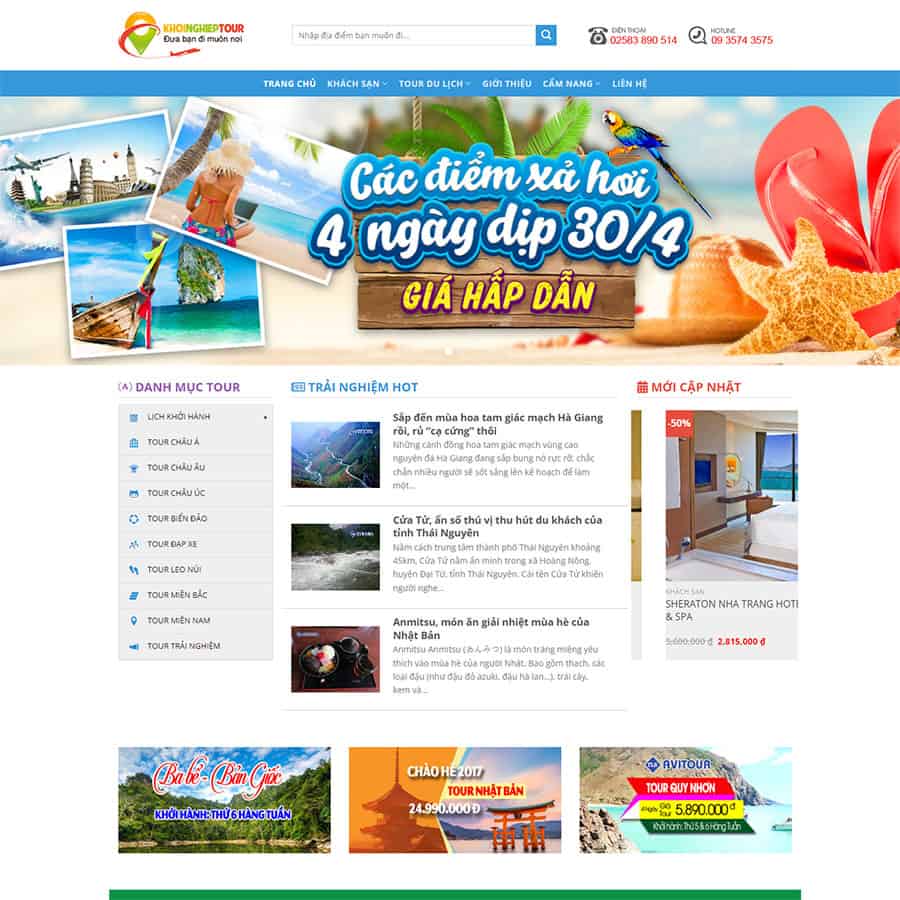 KHOINGHIEPTOUR
Đưa bạn đi muôn nơi
Nhập địa điểm bạn muốn đi...
ĐIỆN THOẠI
02583 890 514
HOTLINE
09 3574 3575
TRANG CHỦ KHÁCH SẠN TOUR DU LỊCH GIỚI THIỆU CẨM NANG LIÊN HỆ
Các điểm xả hơi
4 ngày dịp 30/4
GIÁ HẤP DẪN
DANH MỤC TOUR
LỊCH KHỞI HÀNH
TOUR CHÂU Á
TOUR CHÂU ÂU
TOUR CHÂU ÚC
TOUR BIỂN ĐẢO
TOUR ĐẠP XE
TOUR LEO NÚI
TOUR MIỀN BẮC
TOUR MIỀN NAM
TOUR TRẢI NGHIỆM
TRẢI NGHIỆM HOT
Sắp đến mùa hoa tam giác mạch Hà Giang
rồi, rủ “cạ cứng” thôi
Những cánh đồng hoa tam giác mạch vùng cao
nguyên đá Hà Giang đang sắp bung nở rực rỡ, chắc
chắn nhiều người sẽ sốt sắng lên kế hoạch để làm
một...
Cửa Tử, ẩn số thú vị thu hút du khách của
tỉnh Thái Nguyên
Nằm cách trung tâm thành phố Thái Nguyên khoảng
45km, Cửa Tử nằm ẩn mình trong xã Hoàng Nông,
huyện Đại Từ, tỉnh Thái Nguyên. Cái tên Cửa Tử khiến
người nghe...
Anmitsu, món ăn giải nhiệt mùa hè của
Nhật Bản
Anmitsu Anmitsu (あんみつ) là món tráng miệng yêu
thích vào mùa hè của người Nhật. Bao gồm thạch, các
loại đậu (như đậu đỏ azuki, đậu hà lan...), trái cây,
kem và...
MỚI CẬP NHẬT
-50%
KHÁCH SẠN
SHERATON NHA TRANG HOTE
& SPA
5,600,000 ₫ 2,815,000 ₫
Ba bể - Bản Giốc
KHỞI HÀNH: THỨ 6 HÀNG TUẦN
CHÀO HÈ 2017
TOUR NHẬT BẢN
24.990.000 Đ
AVITOUR
TOUR QUY NHƠN
Giá Tour 5.890.000 đ
Khởi hành: Thứ 5 & 6 Hàng Tuần